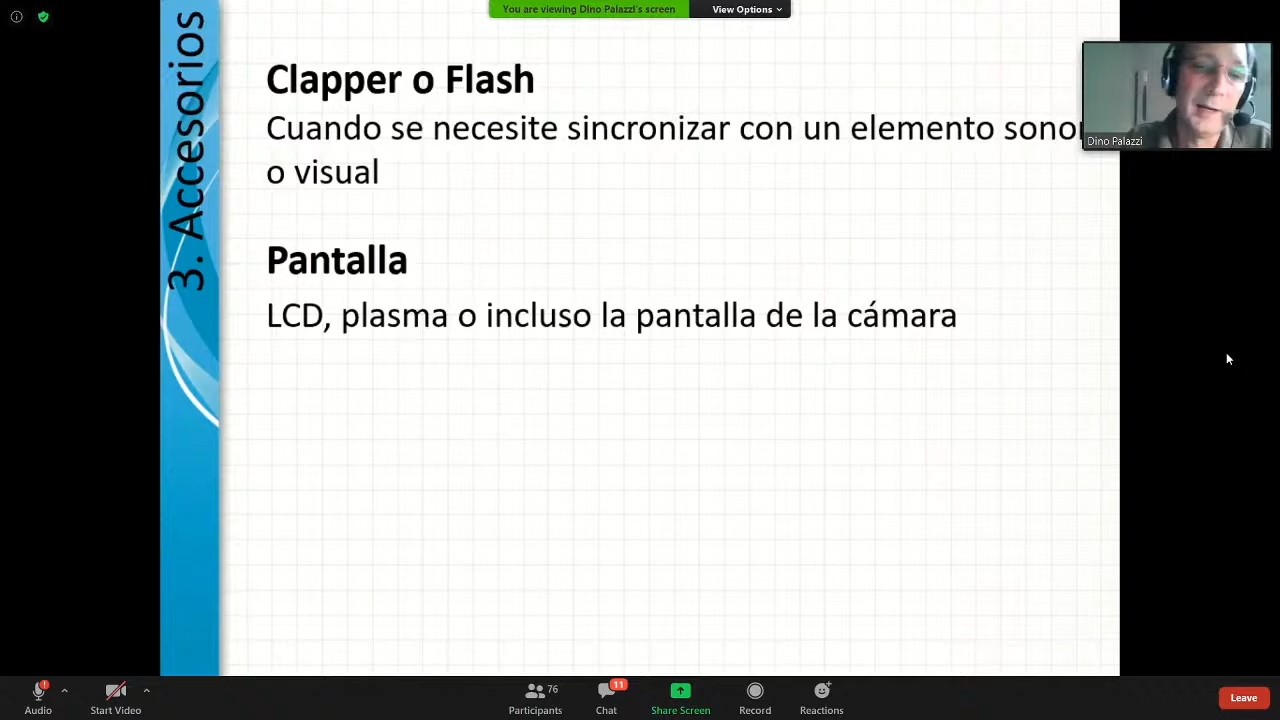 You are viewing Dino Palazzi's screen
View Options
3. Accesorios
Clapper o Flash
Cuando se necesite sincronizar con un elemento
o visual
Pantalla
LCD, plasma o incluso la pantalla de la cámara
Dino Palazzi
Audio
Start Video
76
Participants
11
Chat
Share Screen
Record
Reactions
Leave